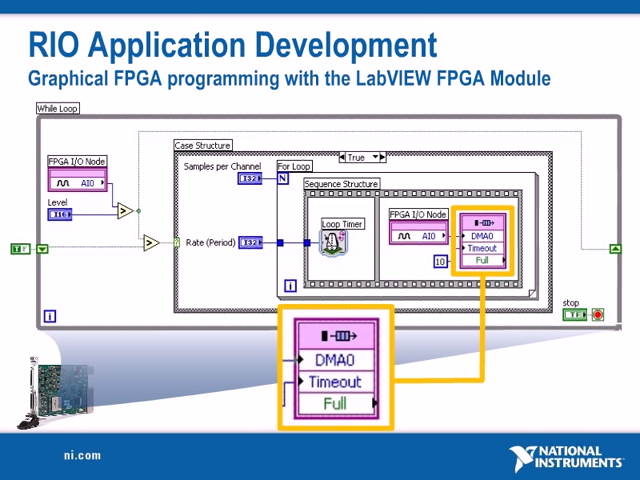 RIO Application Development
Graphical FPGA programming with the LabVIEW FPGA Module
While Loop
Case Structure
True
FPGA I/O Node
Samples per Channel
For Loop
I32
N
AI0
Sequence Structure
Level
I16
>
FPGA I/O Node
Loop Timer
AI0
DMA0
Rate (Period)
I32
>
?
Timeout
TF
10
Full
i
i
stop
TF
DMA0
Timeout
Full
ni.com
NATIONAL
INSTRUMENTS